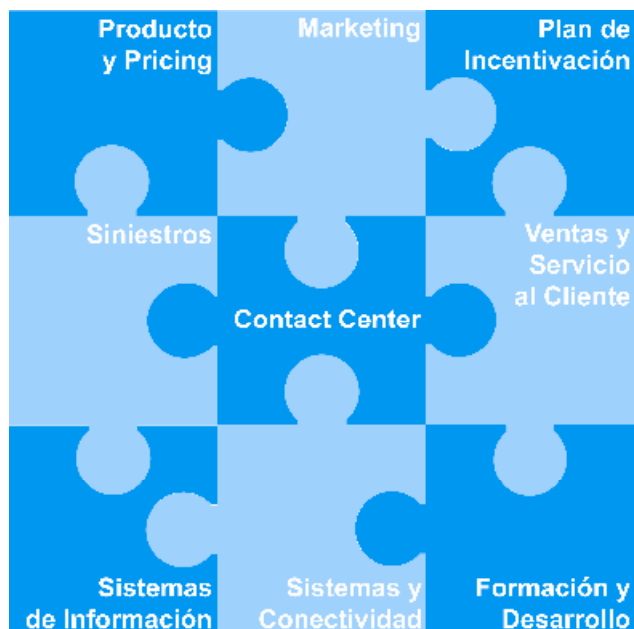 Producto
y Pricing
Marketing
Plan de
Incentivación
Siniestros
Contact Center
Ventas y
Servicio
al Cliente
Sistemas
de Información
Sistemas y
Conectividad
Formación y
Desarrollo